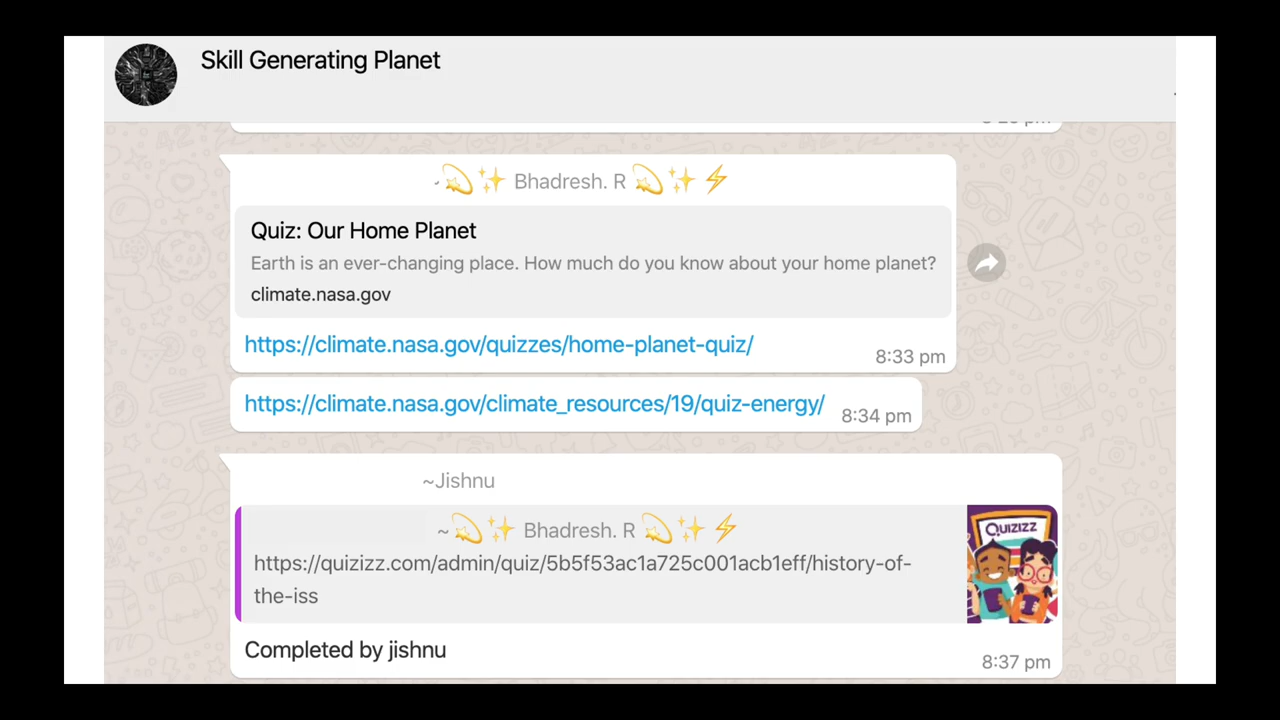 Skill Generating Planet
~💫✨ Bhadresh. R 💫✨⚡
Quiz: Our Home Planet
Earth is an ever-changing place. How much do you know about your home planet?
climate.nasa.gov
https://climate.nasa.gov/quizzes/home-planet-quiz/
8:33 pm
https://climate.nasa.gov/climate_resources/19/quiz-energy/
8:34 pm
~Jishnu
~💫✨ Bhadresh. R 💫✨⚡
Quizizz
https://quizizz.com/admin/quiz/5b5f53ac1a725c001acb1eff/history-of-
the-iss
Completed by jishnu
8:37 pm